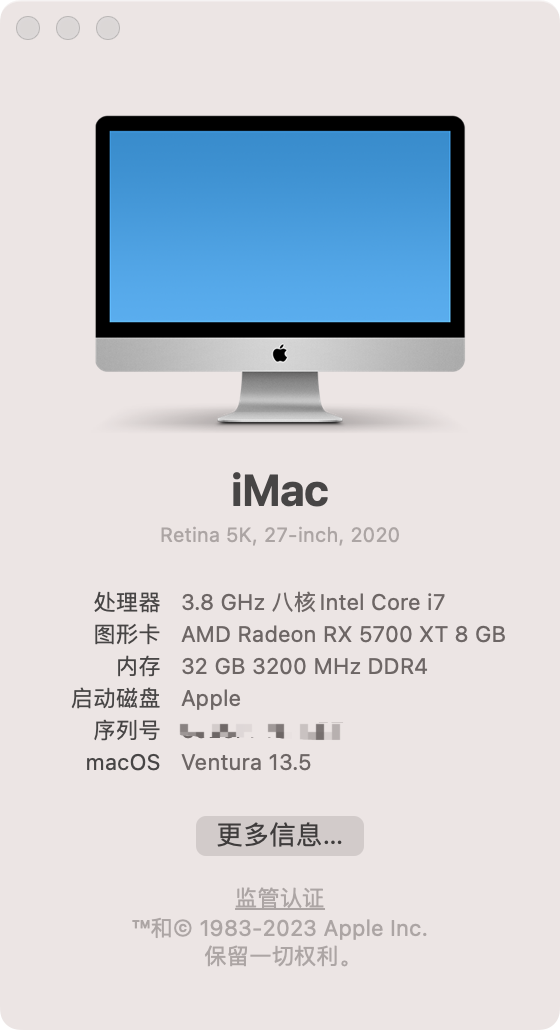 iMac
Retina 5K, 27-inch, 2020
处理器 3.8 GHz 八核Intel Core i7
图形卡 AMD Radeon RX 5700 XT 8 GB
内存 32 GB 3200 MHz DDR4
启动磁盘 Apple
序列号
macOS Ventura 13.5
更多信息...
监管认证
™和© 1983-2023 Apple Inc.
保留一切权利。